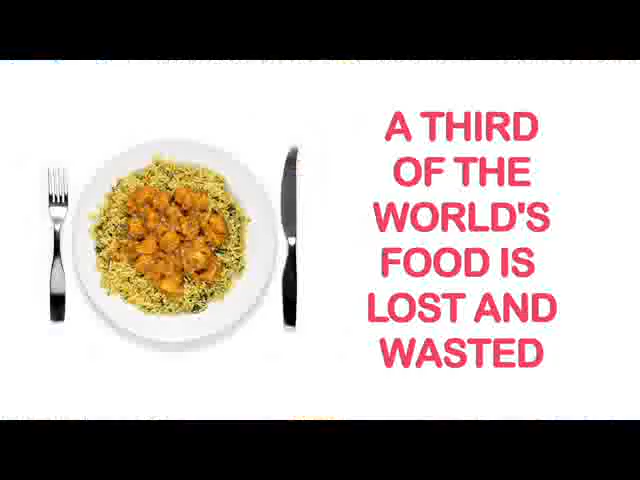 A THIRD
OF THE
WORLD'S
FOOD IS
LOST AND
WASTED